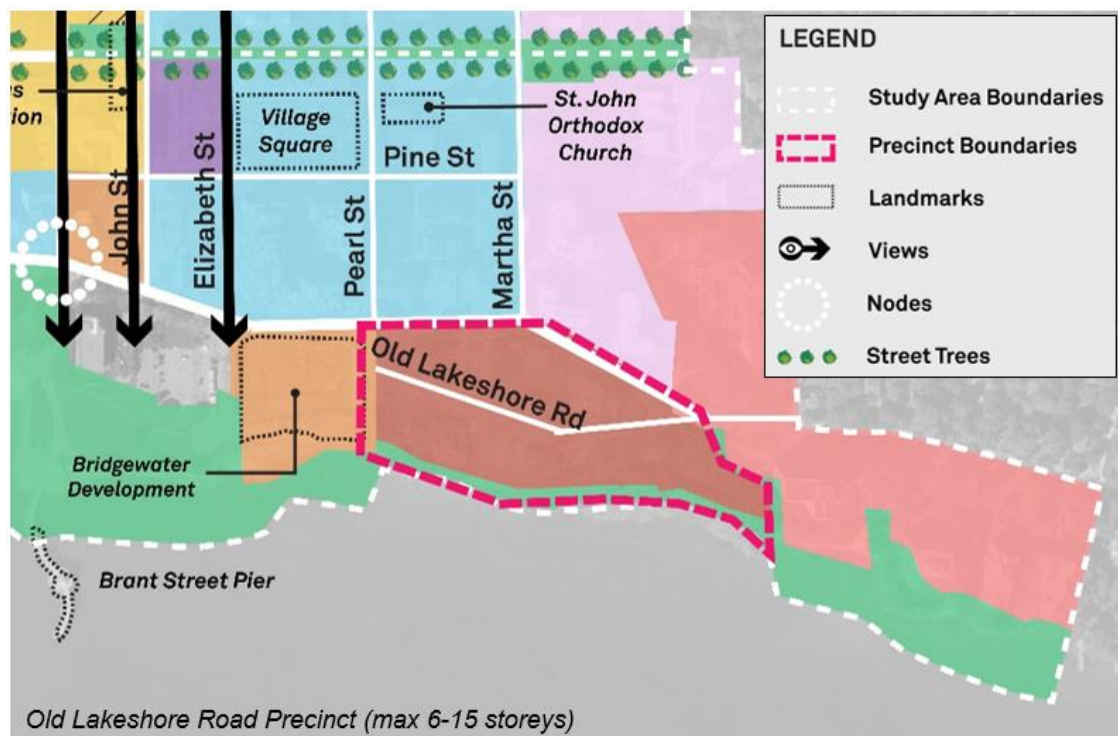 LEGEND
Study Area Boundaries
Precinct Boundaries
Landmarks
Views
Nodes
Street Trees
Village
Square
St. John
Orthodox
Church
Pine St
John St
Elizabeth St
Pearl St
Martha St
Old Lakeshore Rd
Bridgewater
Development
Brant Street Pier
Old Lakeshore Road Precinct (max 6-15 storeys)